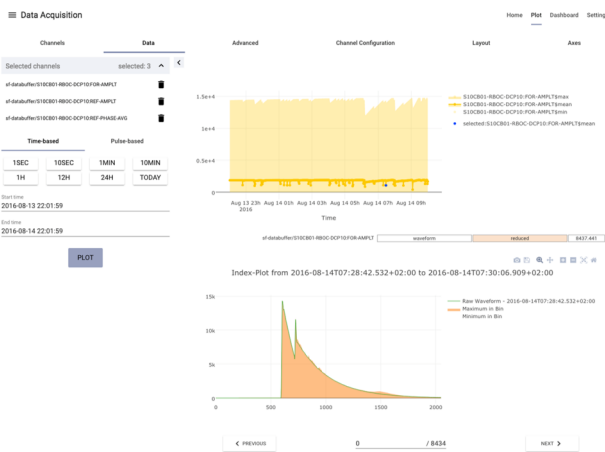 Data Acquisition
Home Plot Dashboard Setting
Channels Data Advanced Channel Configuration Layout Axes
Selected channels selected: 3
sf-databuffer/S10CB01-RBOC-DCP10:FOR-AMPLT
sf-databuffer/S10CB01-RBOC-DCP10:REF-AMPLT
sf-databuffer/S10CB01-RBOC-DCP10:REF-PHASE-AVG
Time-based Pulse-based
1SEC 10SEC 1MIN 10MIN
1H 12H 24H TODAY
Start time
2016-08-13 22:01:59
End time
2016-08-14 22:01:59
PLOT
1.5e+4
1e+4
0.5e+4
0
Aug 13 23h Aug 14 01h Aug 14 03h Aug 14 05h Aug 14 07h Aug 14 09h
2016
Time
S10CB01-RBOC-DCP10:FOR-AMPLT$max
S10CB01-RBOC-DCP10:FOR-AMPLT$mean
S10CB01-RBOC-DCP10:FOR-AMPLT$min
selected:S10CB01-RBOC-DCP10:FOR-AMPLT$mean
sf-databuffer/S10CB01-RBOC-DCP10:FOR-AMPLT waveform reduced 8437.441
Index-Plot from 2016-08-14T07:28:42.532+02:00 to 2016-08-14T07:30:06.909+02:00
15k
10k
5k
0
0 500 1000 1500 2000
Raw Waveform - 2016-08-14T07:28:42.532+02:00
Maximum in Bin
Minimum in Bin
PREVIOUS 0 / 8434 NEXT